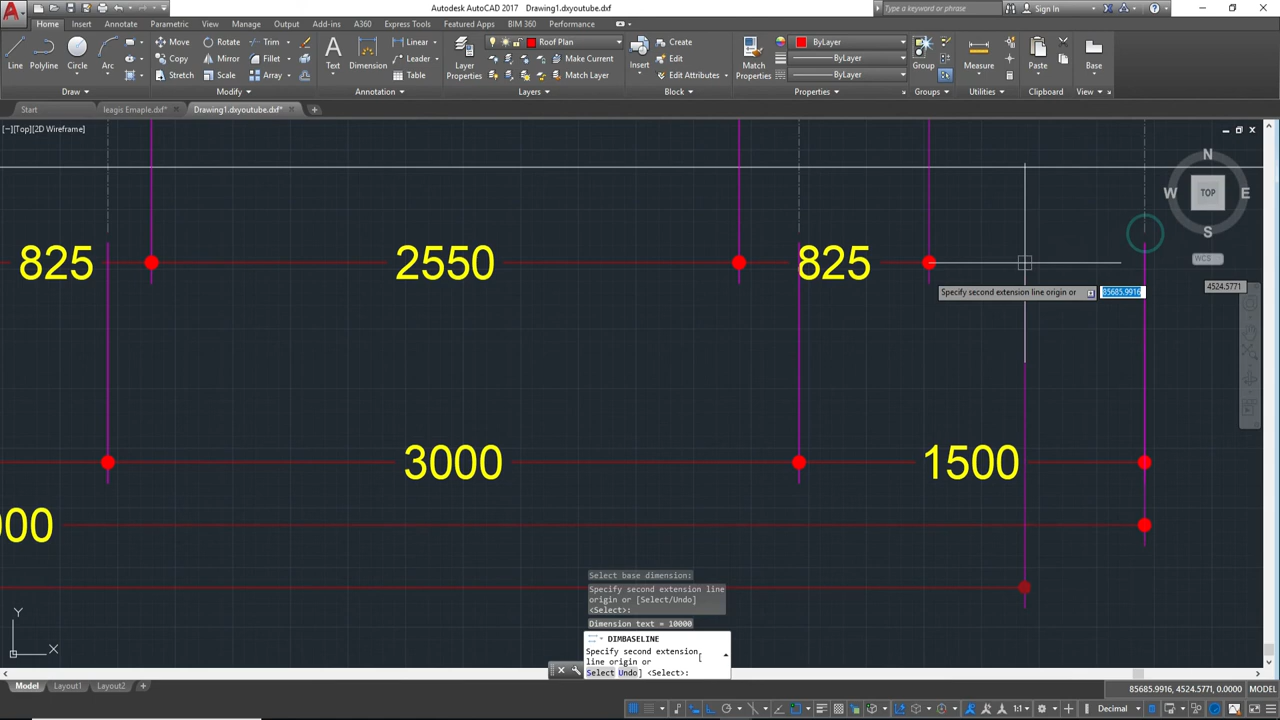 Autodesk AutoCAD 2017 Drawing1.dxyoutube.dxf
Type a keyword or phrase
Sign In
Home Insert Annotate Parametric View Manage Output Add-ins A360 Express Tools Featured Apps BIM 360 Performance
Line Polyline Circle Arc
Move Rotate Trim
Copy Mirror Fillet
Stretch Scale Array
Text Dimension
Linear
Leader
Table
Layer Properties
Roof Plan
Make Current
Match Layer
Insert
Create
Edit
Edit Attributes
Match Properties
ByLayer
ByLayer
ByLayer
Group
Measure
Paste
Base
Draw Modify Annotation Layers Block Properties Groups Utilities Clipboard View
Start leagis Emaple.dxf* Drawing1.dxyoutube.dxf*
[−][Top][2D Wireframe]
N
W TOP E
S
WCS
825 2550 825
Specify second extension line origin or 85685.9916 4524.5771
3000 1500
000
Select base dimension:
Specify second extension line
origin or [Select/Undo]
<Select>:
Dimension text = 10000
DIMBASELINE
Specify second extension
line origin or
Select Undo] <Select>:
Y
X
Model Layout1 Layout2
85685.9916, 4524.5771, 0.0000 MODEL
1:1 Decimal